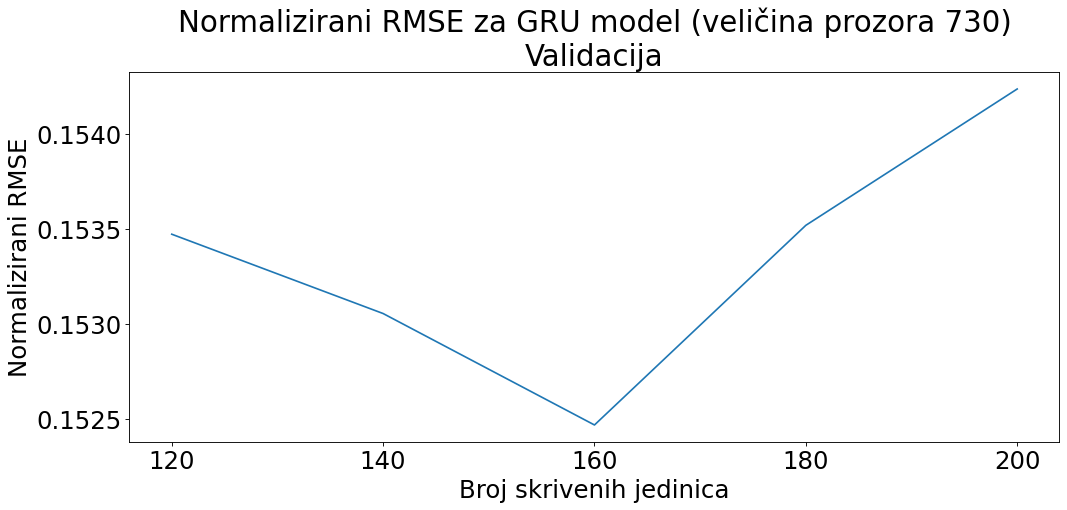 Normalizirani RMSE za GRU model (veličina prozora 730)
Validacija
Normalizirani RMSE
0.1540
0.1535
0.1530
0.1525
120 140 160 180 200
Broj skrivenih jedinica